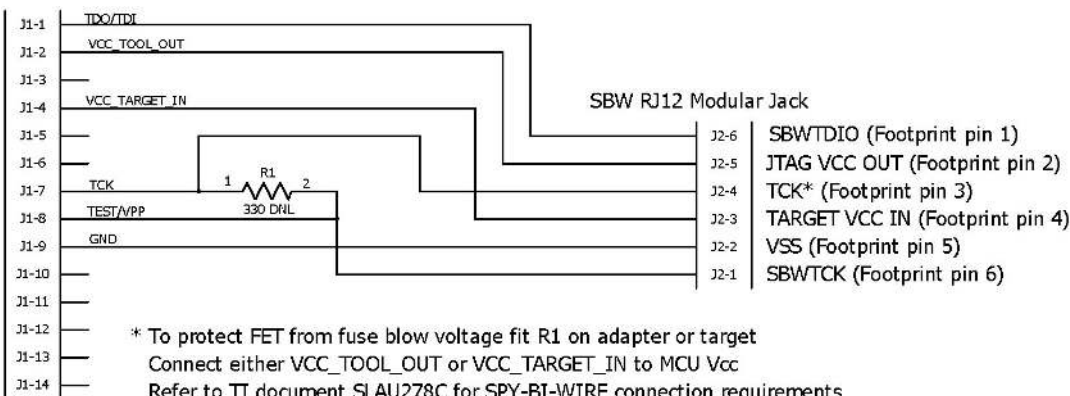 J1-1 TDO/TDI
J1-2 VCC_TOOL_OUT
J1-3
J1-4 VCC_TARGET_IN
SBW RJ12 Modular Jack
J1-5
J2-6 SBWTDIO (Footprint pin 1)
J1-6
J2-5 JTAG VCC OUT (Footprint pin 2)
J1-7 TCK 1 R1 2
330 DNL
J2-4 TCK* (Footprint pin 3)
J1-8 TEST/VPP
J2-3 TARGET VCC IN (Footprint pin 4)
J1-9 GND
J2-2 VSS (Footprint pin 5)
J1-10
J2-1 SBWTCK (Footprint pin 6)
J1-11
J1-12
* To protect FET from fuse blow voltage fit R1 on adapter or target
J1-13
Connect either VCC_TOOL_OUT or VCC_TARGET_IN to MCU Vcc
J1-14
Refer to TI document SLAU278C for SPY-BI-WIRE connection requirements